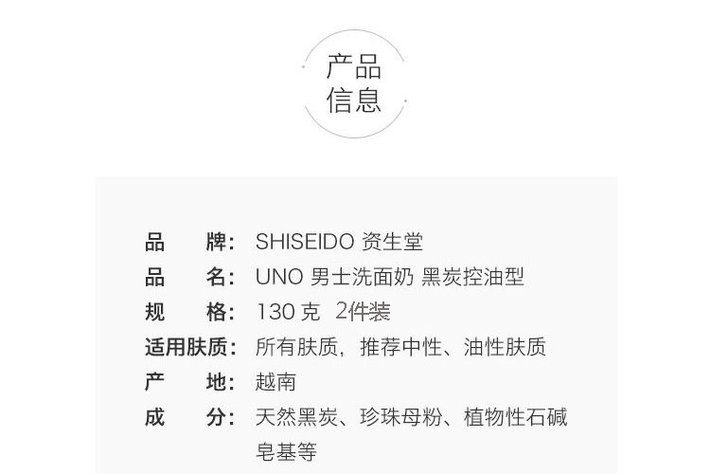 产品
信息
品 牌： SHISEIDO 资生堂
品 名： UNO 男士洗面奶 黑炭控油型
规 格： 130 克 2件装
适用肤质： 所有肤质，推荐中性、油性肤质
产 地： 越南
成 分： 天然黑炭、珍珠母粉、植物性石碱
皂基等